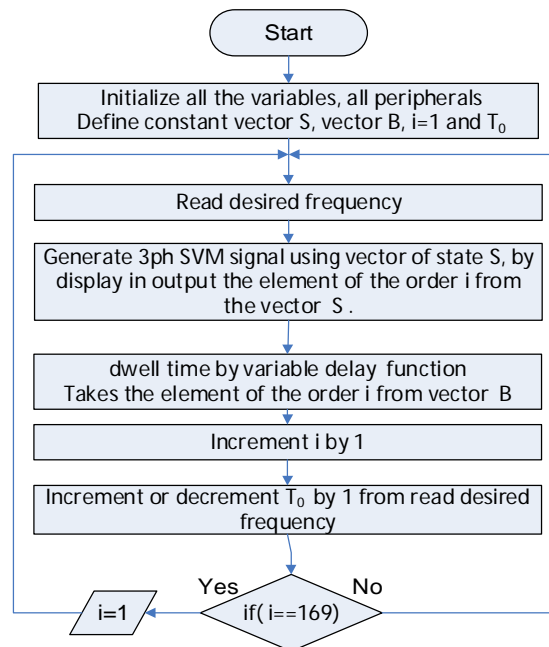 Start
Initialize all the variables, all peripherals
Define constant vector S, vector B, i=1 and T₀
Read desired frequency
Generate 3ph SVM signal using vector of state S, by
display in output the element of the order i from
the vector S .
dwell time by variable delay function
Takes the element of the order i from vector B
Increment i by 1
Increment or decrement T₀ by 1 from read desired
frequency
Yes
No
i=1
if( i==169)